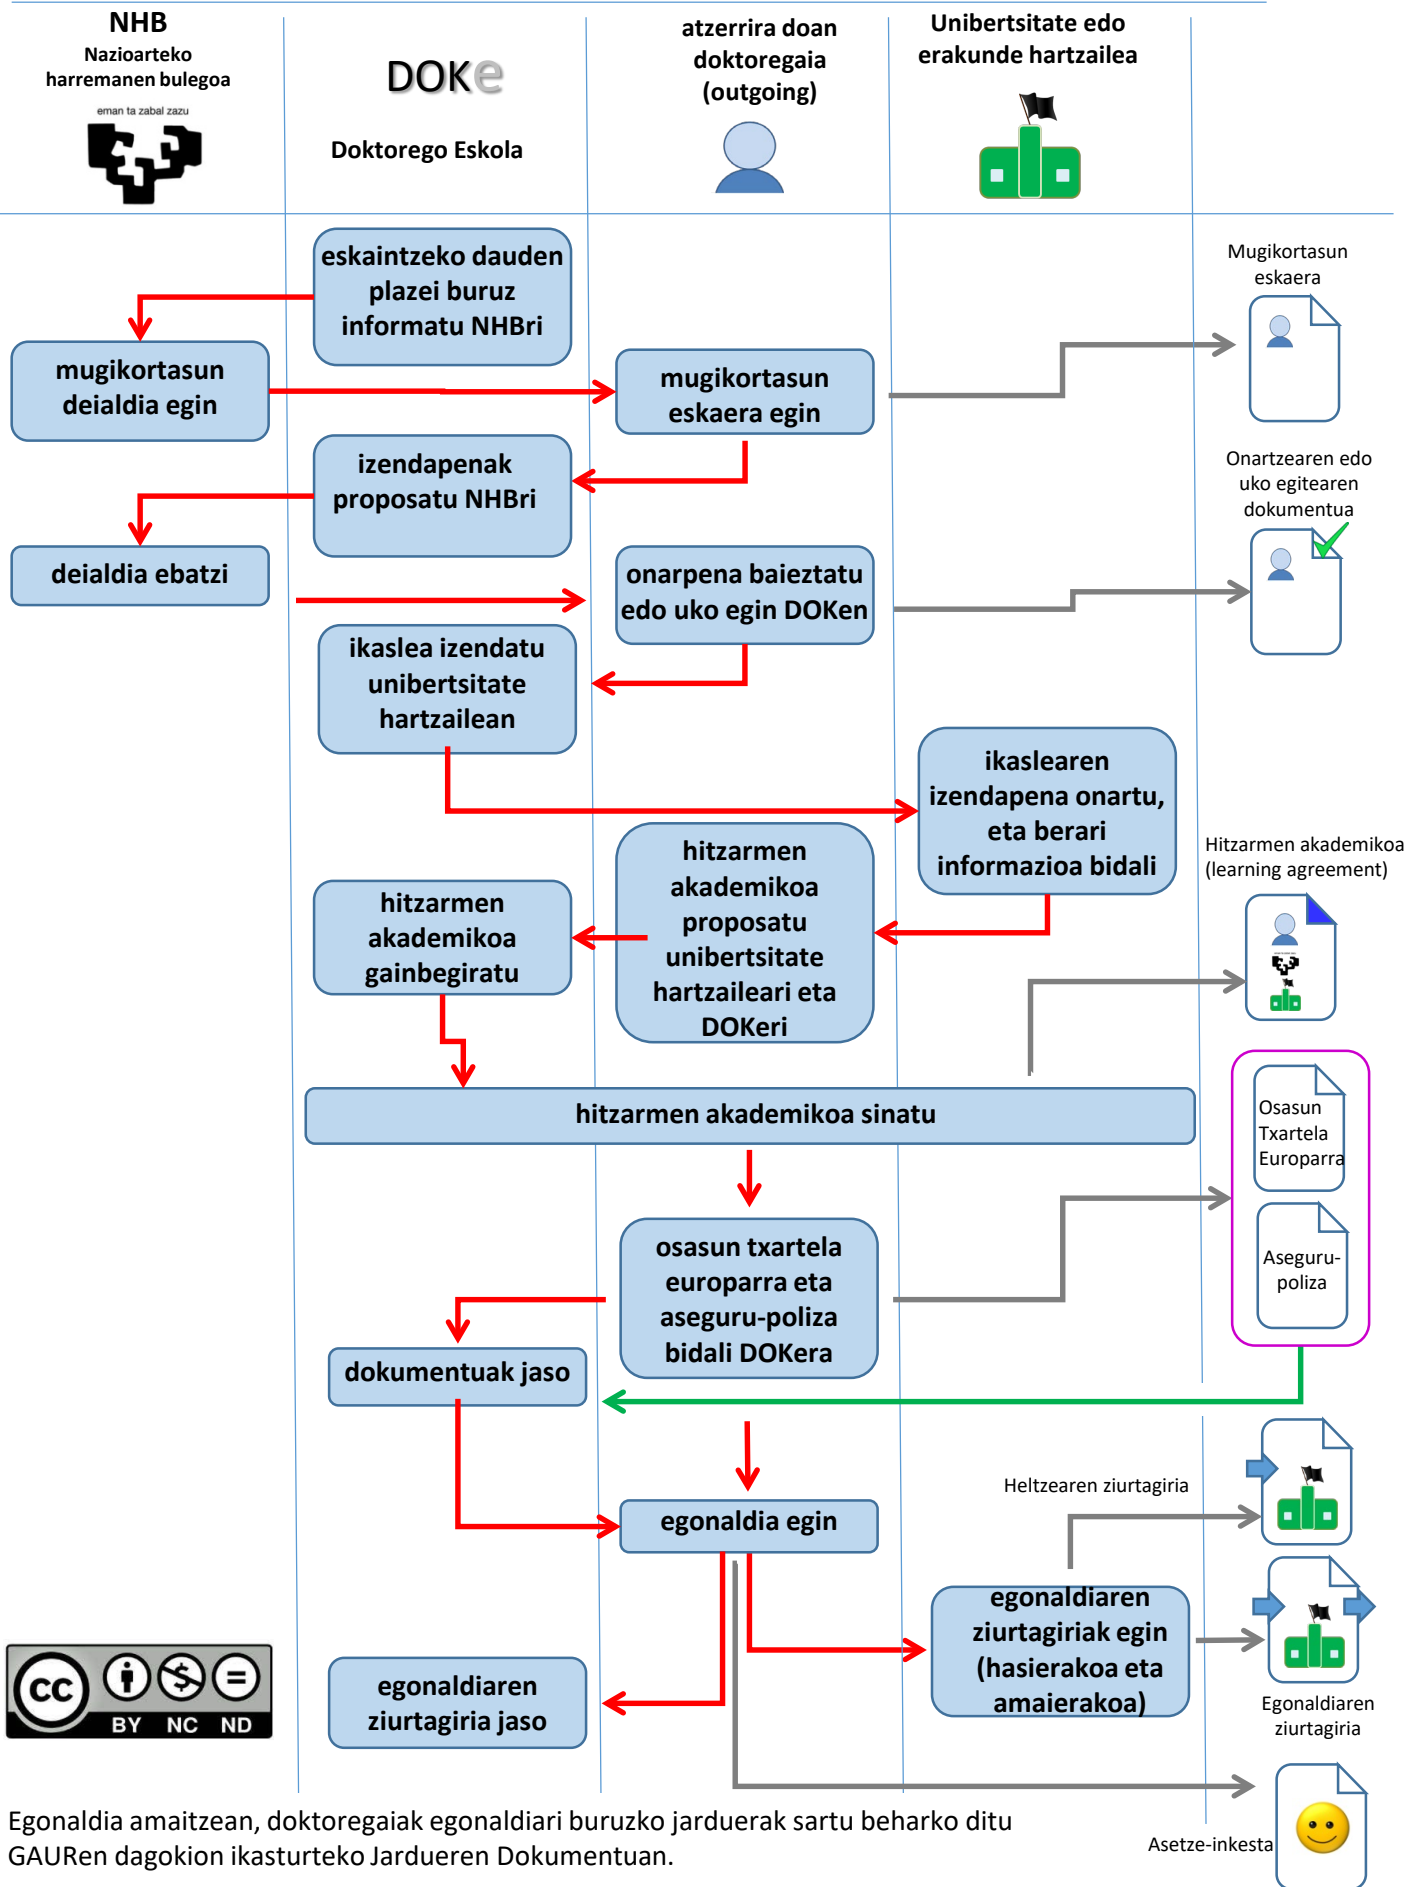 NHB
Nazioarteko
harremanen bulegoa
eman ta zabal zazu
DOKe
Doktorego Eskola
atzerrira doan
doktoregaia
(outgoing)
Unibertsitate edo
erakunde hartzailea
eskaintzeko dauden
plazei buruz
informatu NHBri
Mugikortasun
eskaera
mugikortasun
deialdia egin
mugikortasun
eskaera egin
izendapenak
proposatu NHBri
Onartzearen edo
uko egitearen
dokumentua
deialdia ebatzi
onarpena baieztatu
edo uko egin DOKen
ikaslea izendatu
unibertsitate
hartzailean
ikaslearen
izendapena onartu,
eta berari
informazioa bidali
hitzarmen
akademikoa
proposatu
unibertsitate
hartzaileari eta
DOKeri
hitzarmen
akademikoa
gainbegiratu
Hitzarmen akademikoa
(learning agreement)
hitzarmen akademikoa sinatu
Osasun
Txartela
Europarra
Aseguru-
poliza
osasun txartela
europarra eta
aseguru-poliza
bidali DOKera
dokumentuak jaso
Heltzearen ziurtagiria
egonaldia egin
egonaldiaren
ziurtagiriak egin
(hasierakoa eta
amaierakoa)
egonaldiaren
ziurtagiria jaso
Egonaldiaren
ziurtagiria
cc
BY NC ND
Egonaldia amaitzean, doktoregaiak egonaldiari buruzko jarduerak sartu beharko ditu
GAURen dagokion ikasturteko Jardueren Dokumentuan.
Asetze-inkesta